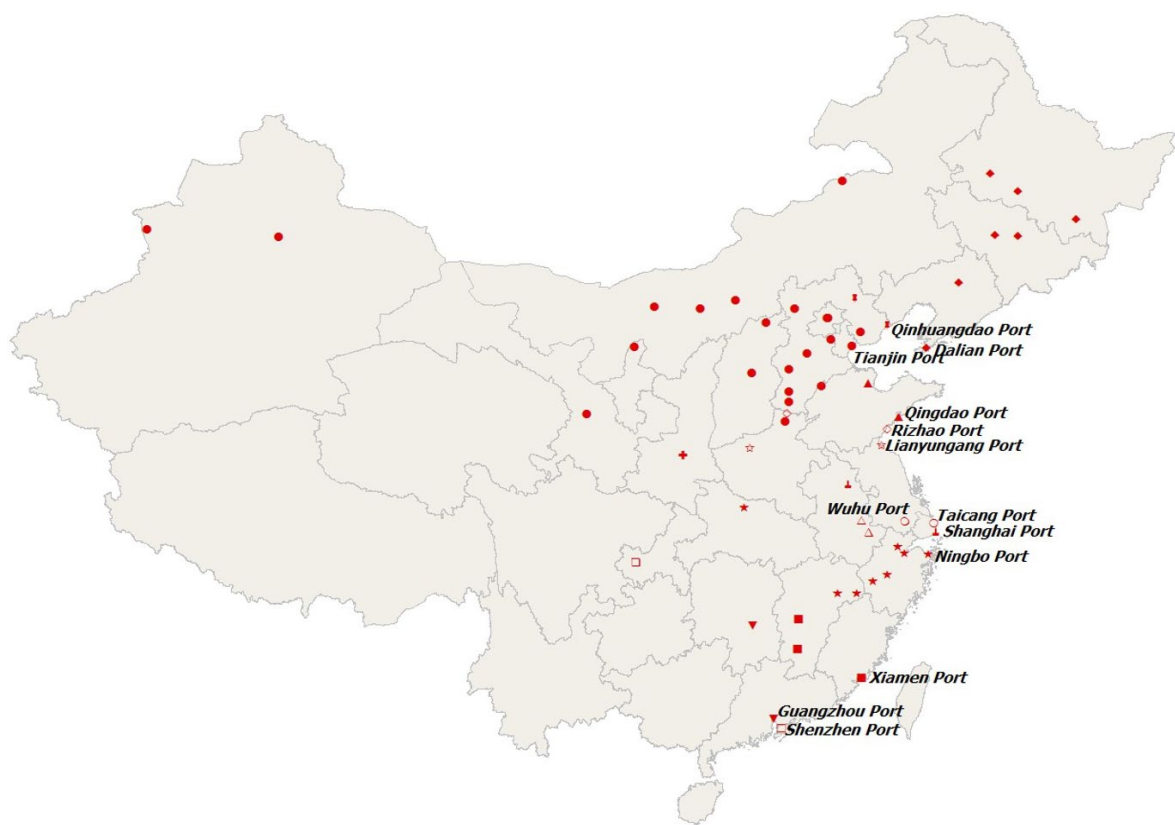 Qinhuangdao Port
Dalian Port
Tianjin Port
Qingdao Port
Rizhao Port
Lianyungang Port
Wuhu Port
Taicang Port
Shanghai Port
Ningbo Port
Xiamen Port
Guangzhou Port
Shenzhen Port